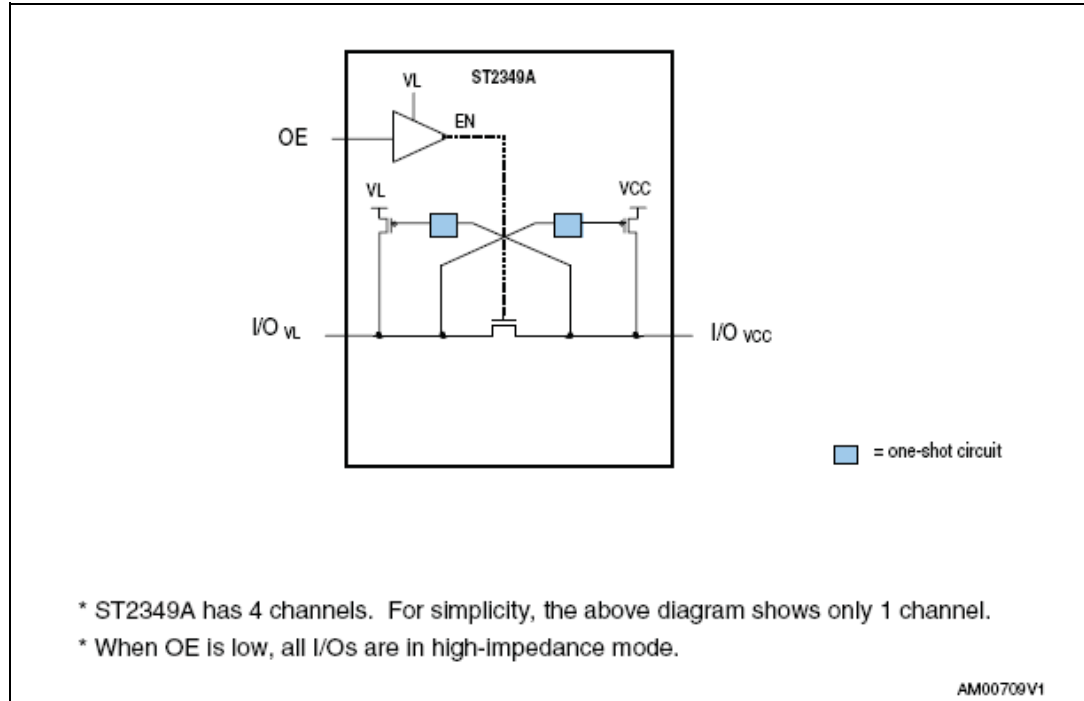 ST2349A
VL
EN
OE
VL
VCC
I/O VL
I/O VCC
= one-shot circuit
* ST2349A has 4 channels. For simplicity, the above diagram shows only 1 channel.
* When OE is low, all I/Os are in high-impedance mode.
AM00709V1